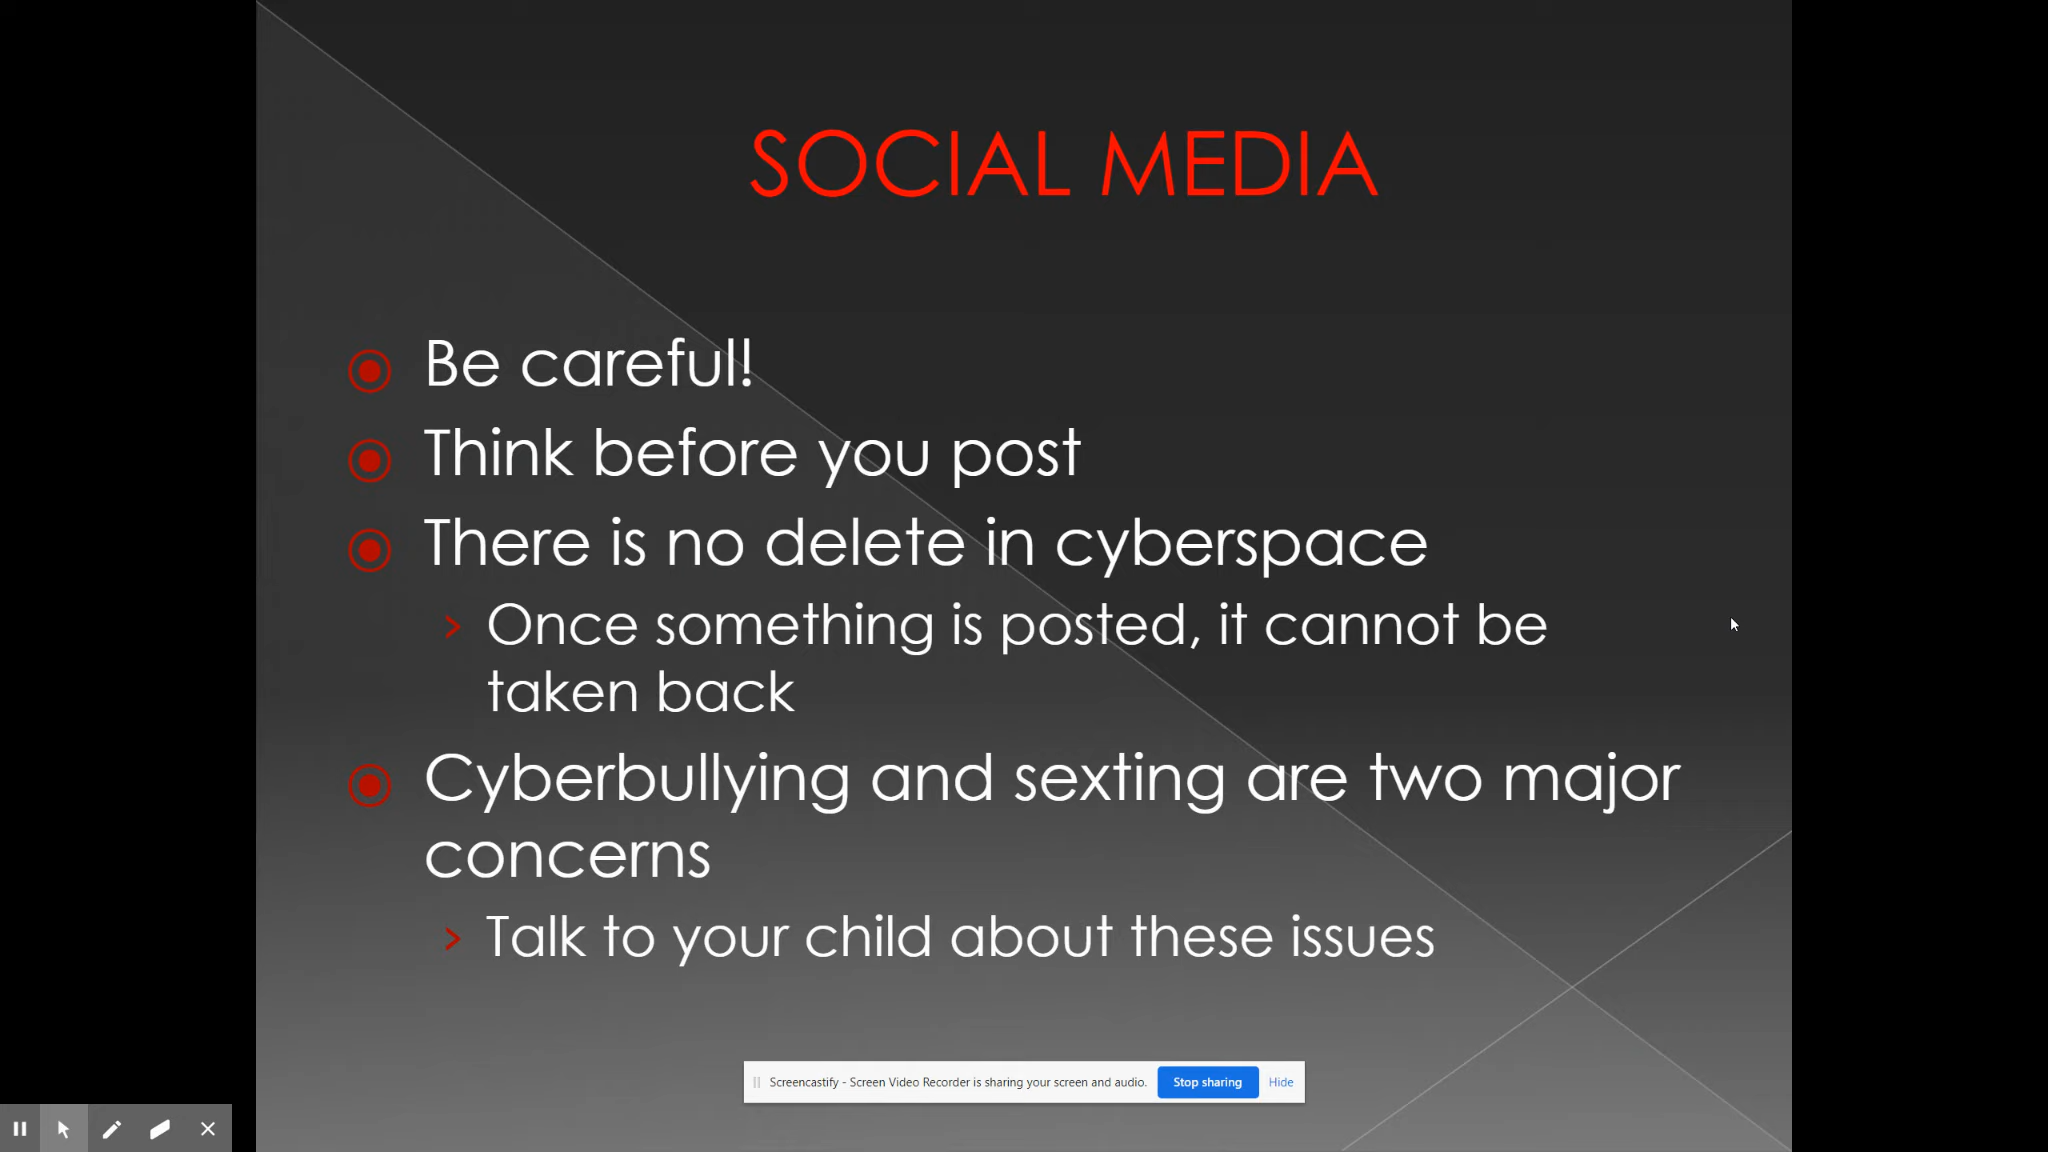 SOCIAL MEDIA
Be careful!
Think before you post
There is no delete in cyberspace
Once something is posted, it cannot be
taken back
Cyberbullying and sexting are two major
concerns
Talk to your child about these issues
Screencastify - Screen Video Recorder is sharing your screen and audio. Stop sharing Hide